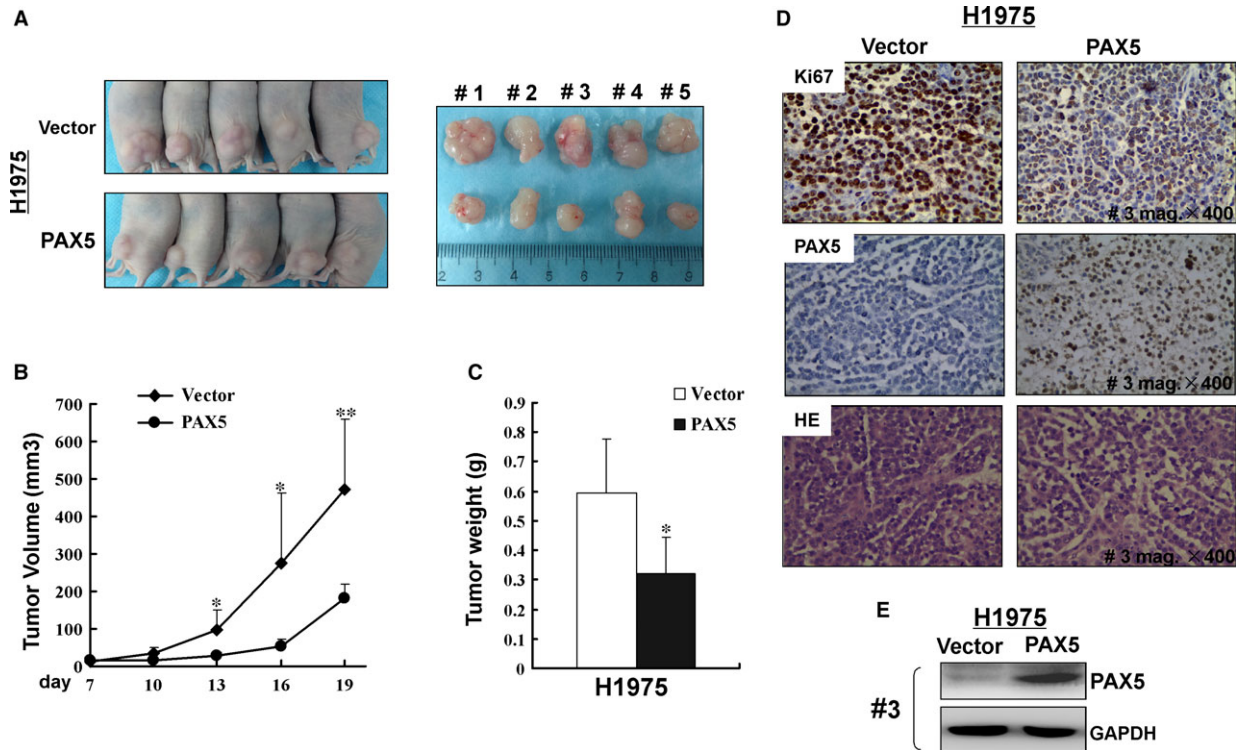 A
H1975
Vector
PAX5
# 1 # 2 # 3 # 4 # 5
2 3 4 5 6 7 8 9
B
Vector
PAX5
Tumor Volume (mm3)
700
600
500
400
300
200
100
0
* * **
day 7 10 13 16 19
C
Vector
PAX5
Tumor weight (g)
0.9
0.8
0.7
0.6
0.5
0.4
0.3
0.2
0.1
0
*
H1975
D
H1975
Vector PAX5
Ki67
# 3 mag. × 400
PAX5
# 3 mag. × 400
HE
# 3 mag. × 400
E
H1975
Vector PAX5
#3
PAX5
GAPDH